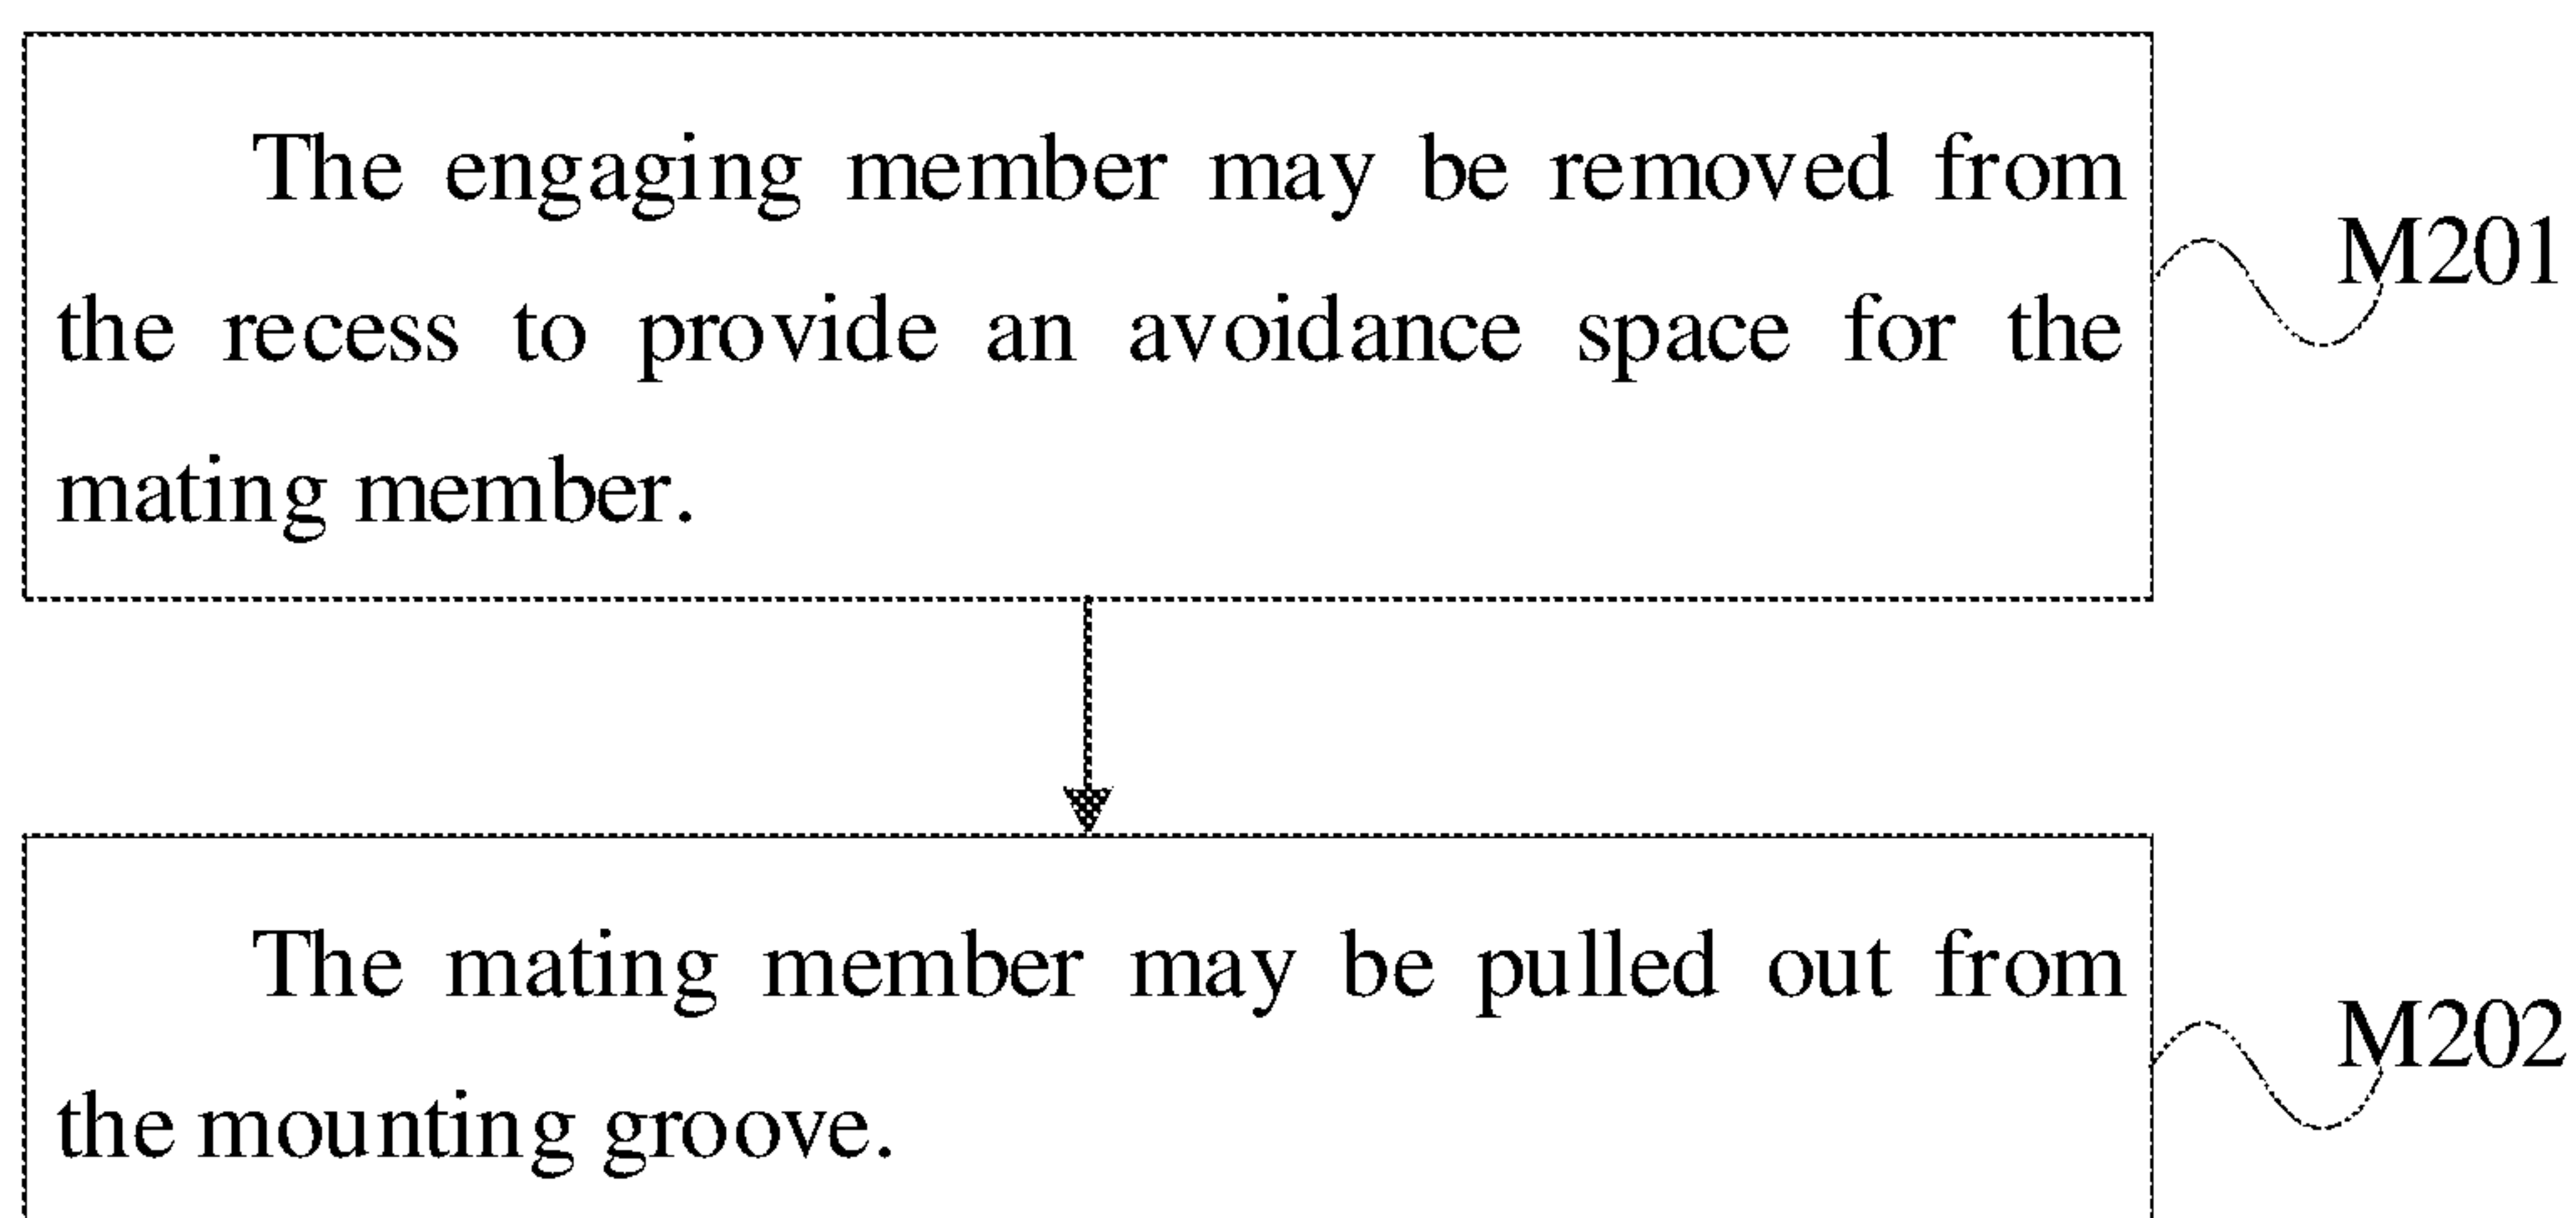 The engaging member may be removed from
the recess to provide an avoidance space for the
mating member.
M201
The mating member may be pulled out from
the mounting groove.
M202